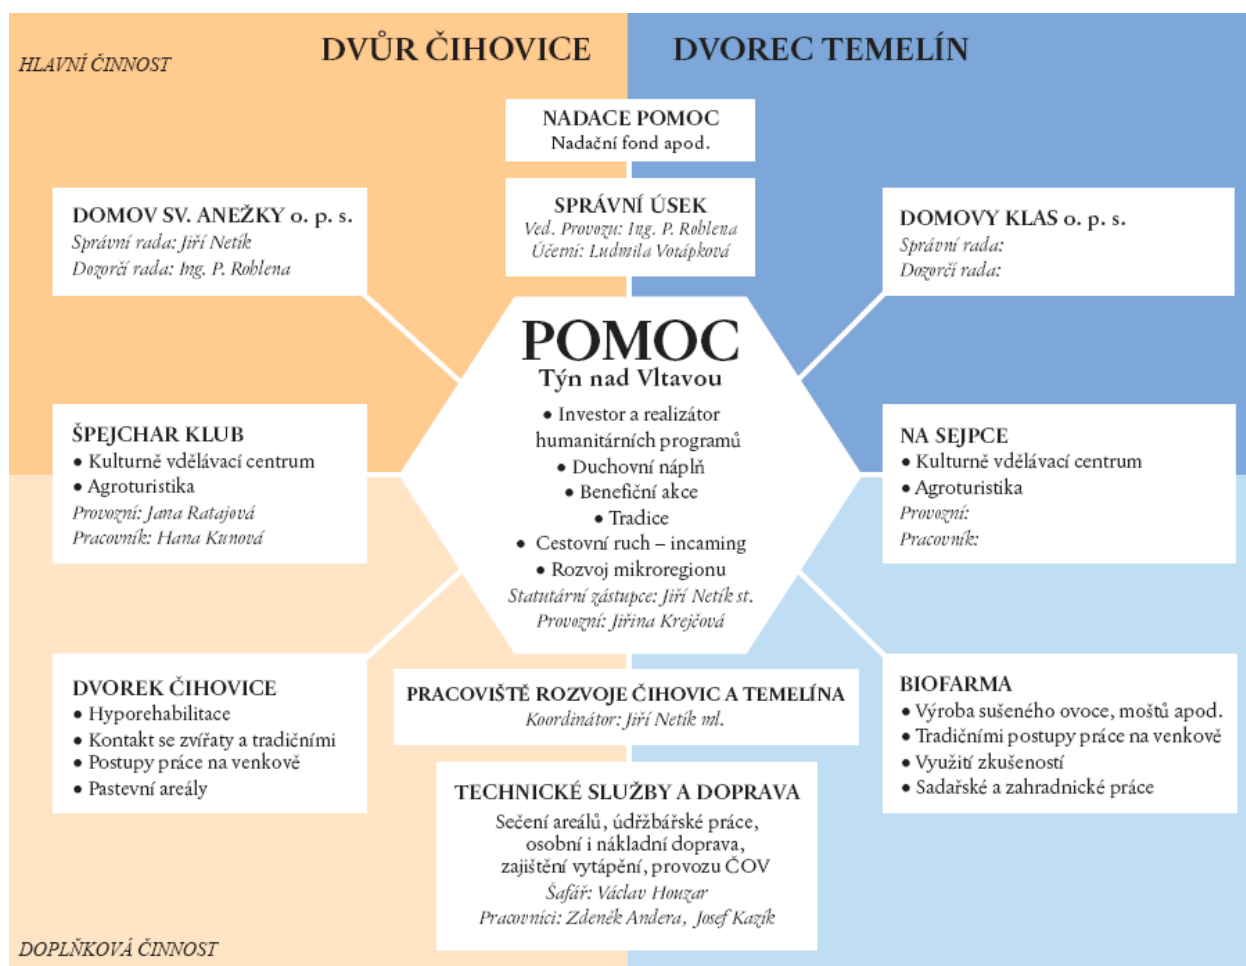 DVŮR ČIHOVICE
DVOREC TEMELÍN
HLAVNÍ ČINNOST
NADACE POMOC
Nadační fond apod.
SPRÁVNÍ ÚSEK
Ved. Provozu: Ing. P. Rohlena
Účetní: Ludmila Votápková
DOMOV SV. ANEŽKY o. p. s.
Správní rada: Jiří Netík
Dozorčí rada: Ing. P. Rohlena
DOMOVY KLAS o. p. s.
Správní rada:
Dozorčí rada:
POMOC
Týn nad Vltavou
• Investor a realizátor
humanitárních programů
• Duchovní náplň
• Benefiční akce
• Tradice
• Cestovní ruch – incaming
• Rozvoj mikroregionu
Statutární zástupce: Jiří Netík st.
Provozní: Jiřina Krejčová
ŠPEJCHAR KLUB
• Kulturně vdělávací centrum
• Agroturistika
Provozní: Jana Ratajová
Pracovník: Hana Kunová
NA SEJPCE
• Kulturně vdělávací centrum
• Agroturistika
Provozní:
Pracovník:
DVOREK ČIHOVICE
• Hyporehabilitace
• Kontakt se zvířaty a tradičními
• Postupy práce na venkově
• Pastevní areály
PRACOVIŠTĚ ROZVOJE ČIHOVIC A TEMELÍNA
Koordinátor: Jiří Netík ml.
BIOFARMA
• Výroba sušeného ovoce, moštů apod.
• Tradičními postupy práce na venkově
• Využití zkušeností
• Sadařské a zahradnické práce
TECHNICKÉ SLUŽBY A DOPRAVA
Sečení areálů, údřžbářské práce,
osobní i nákladní doprava,
zajištění vytápění, provozu ČOV
Šafář: Václav Houzar
Pracovníci: Zdeněk Andera, Josef Kazík
DOPLŇKOVÁ ČINNOST